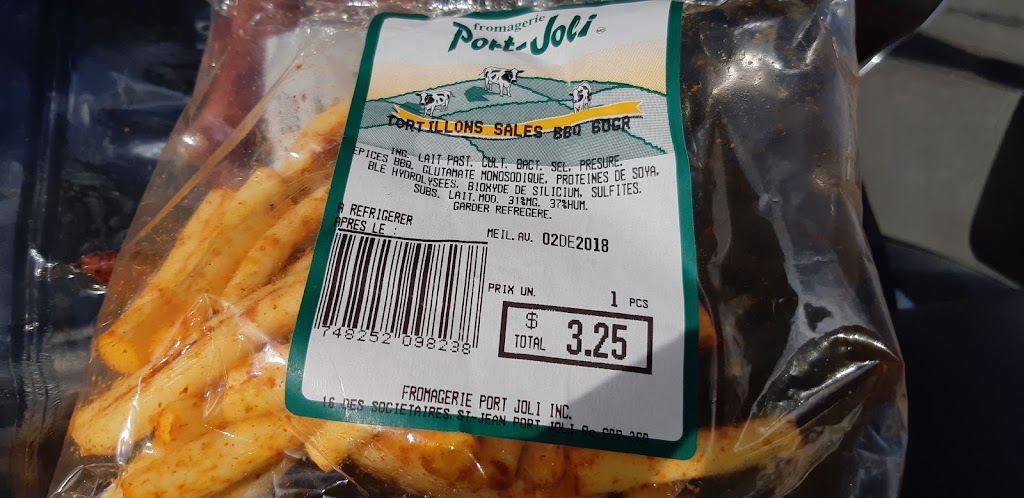 fromagerie
Port-Joli
TORTILLONS SALES BBQ 60GR
ING. LAIT PAST. CULT. BACT. SEL. PRESURE.
EPICES BBQ. GLUTAMATE MONOSODIQUE. PROTEINES DE SOYA,
BLE HYDROLYSEES. BIOXYDE DE SILICIUM. SULFITES.
SUBS. LAIT. MOD. 31%MG. 37%HUM.
GARDER REFREGERE.
A REFRIGERER
APRES LE :
MEIL. AV. 02DE2018
PRIX UN. 1 PCS
$
TOTAL 3.25
748252 098238
FROMAGERIE PORT JOLI INC.
16 DES SOCIETAIRES ST-JEAN PORT JOLI